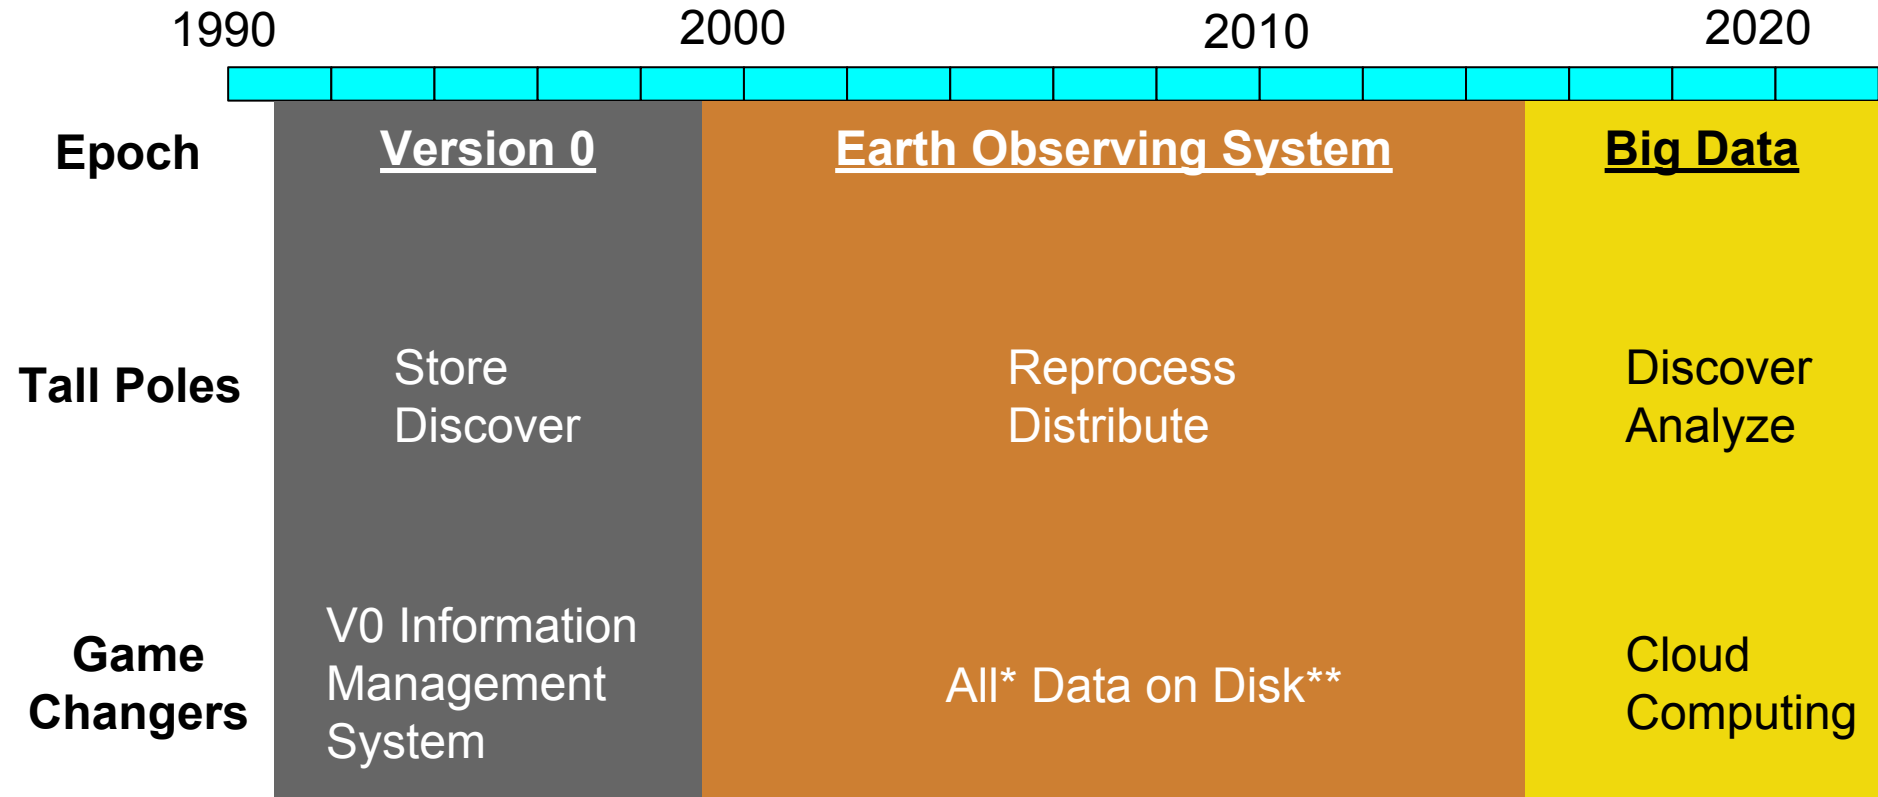 1990 2000 2010 2020
Epoch Version 0 Earth Observing System Big Data
Tall Poles
Store
Discover
Reprocess
Distribute
Discover
Analyze
Game
Changers
V0 Information
Management
System
All* Data on Disk**
Cloud
Computing